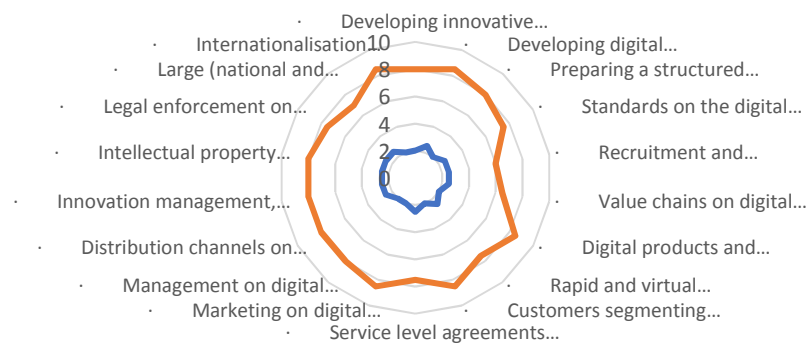 · Developing innovative…
· Developing digital…
· Preparing a structured…
· Standards on the digital…
· Recruitment and…
· Value chains on digital…
· Digital products and…
· Rapid and virtual…
· Customers segmenting…
· Service level agreements…
· Marketing on digital…
· Management on digital…
· Distribution channels on…
· Innovation management,…
· Intellectual property…
· Legal enforcement on…
· Large (national and…
· Internationalisation…
10
8
6
4
2
0